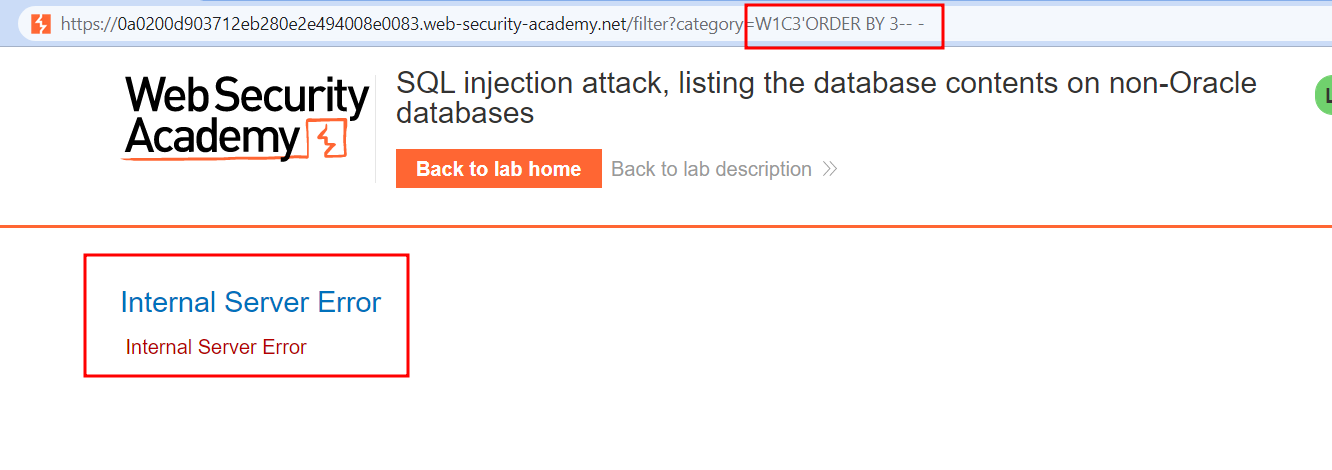 https://0a0200d903712eb280e2e494008e0083.web-security-academy.net/filter?category=W1C3'ORDER BY 3-- -
Web Security
Academy
SQL injection attack, listing the database contents on non-Oracle
databases
Back to lab home
Back to lab description
Internal Server Error
Internal Server Error